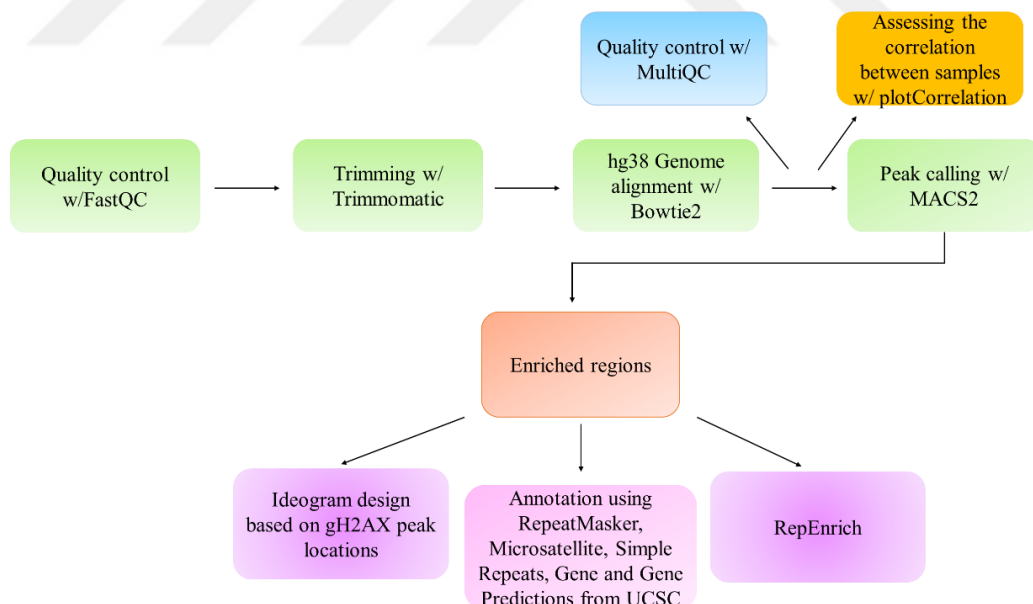 Quality control w/
MultiQC
Assessing the
correlation
between samples
w/ plotCorrelation
Quality control
w/FastQC
Trimming w/
Trimmomatic
hg38 Genome
alignment w/
Bowtie2
Peak calling w/
MACS2
Enriched regions
Ideogram design
based on gH2AX peak
locations
Annotation using
RepeatMasker,
Microsatellite, Simple
Repeats, Gene and Gene
Predictions from UCSC
RepEnrich